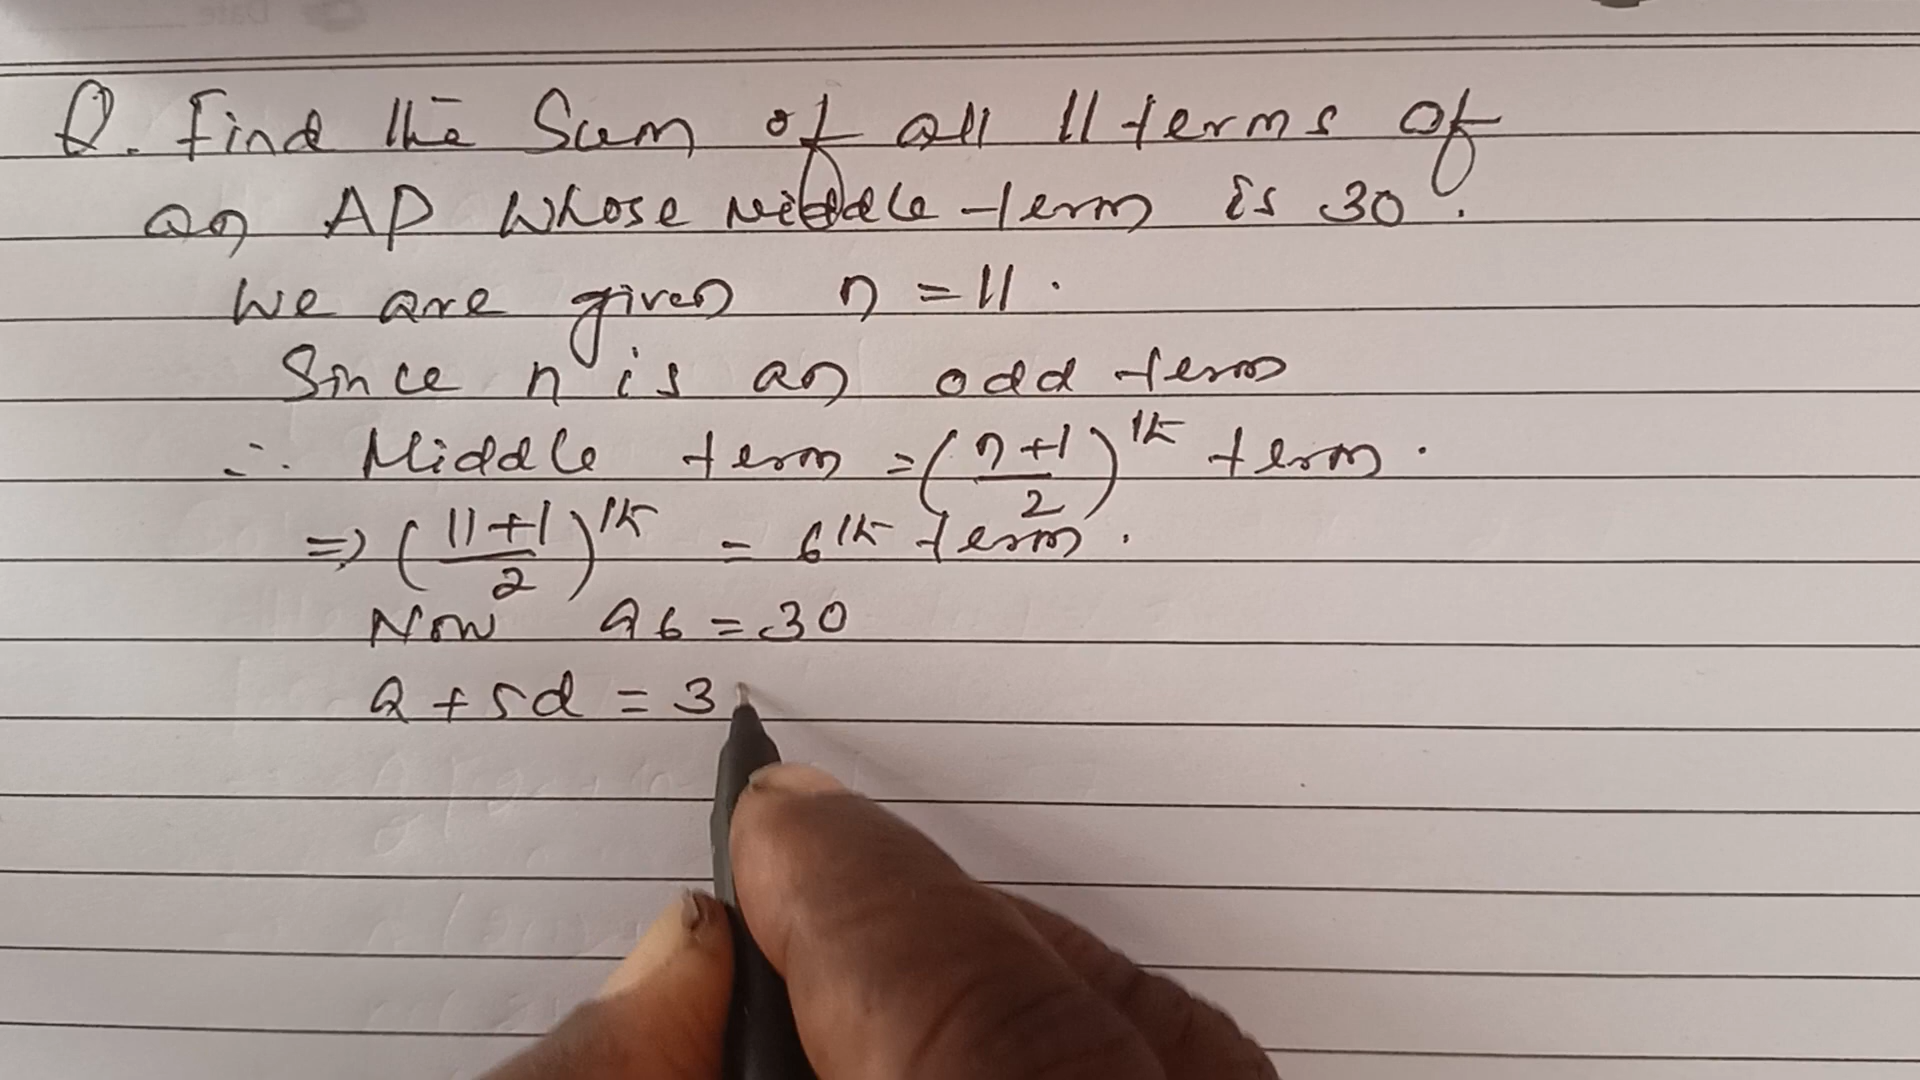 Date
Q. Find the Sum of all 11 terms of
an AP whose Middle term is 30.
We are given n = 11.
Since n is an odd term
∴ Middle term = (n+1/2)th term.
=> (11+1/2)th = 6th term.
Now a6 = 30
a + 5d = 3